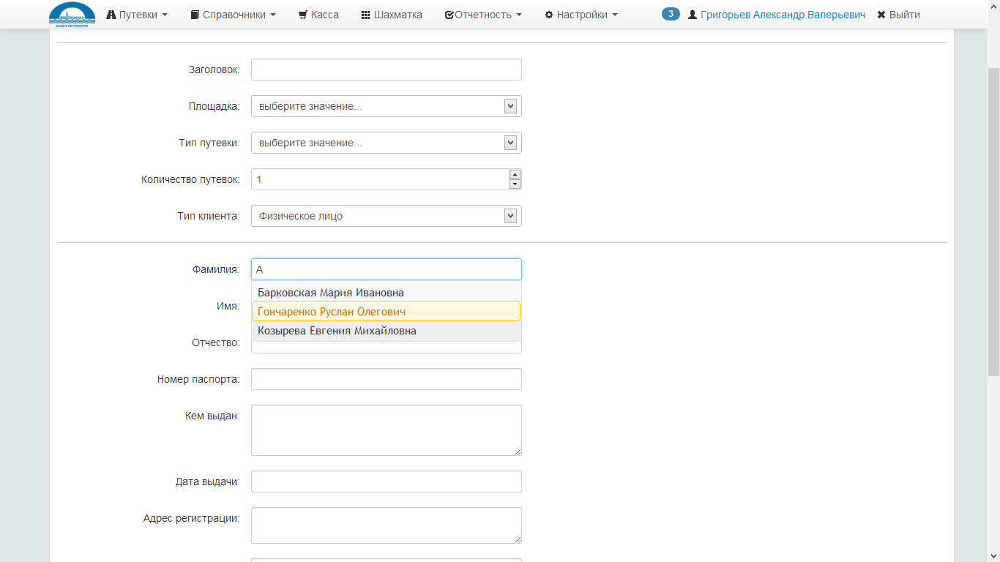 ВОДОКАНАЛ
САНКТ-ПЕТЕРБУРГА
Путевки Справочники Касса Шахматка Отчетность Настройки 3 Григорьев Александр Валерьевич Выйти
Заголовок:
Площадка: выберите значение...
Тип путевки: выберите значение...
Количество путевок: 1
Тип клиента: Физическое лицо
Фамилия: А
Барковская Мария Ивановна
Имя:
Гончаренко Руслан Олегович
Козырева Евгения Михайловна
Отчество:
Номер паспорта:
Кем выдан:
Дата выдачи:
Адрес регистрации: